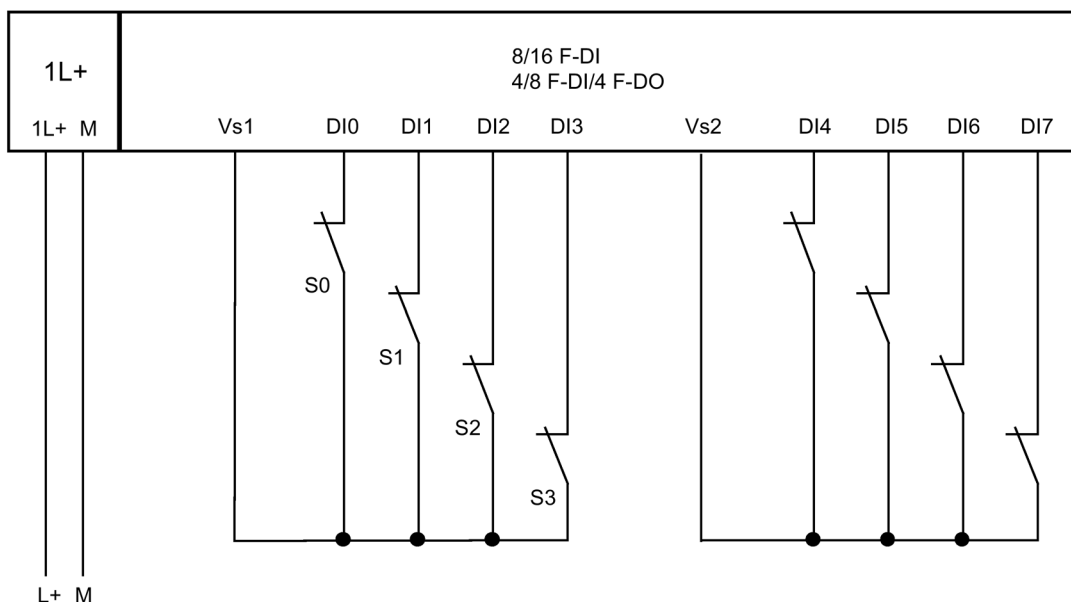 1L+
8/16 F-DI
4/8 F-DI/4 F-DO
1L+ M Vs1 DI0 DI1 DI2 DI3 Vs2 DI4 DI5 DI6 DI7
S0
S1
S2
S3
L+ M